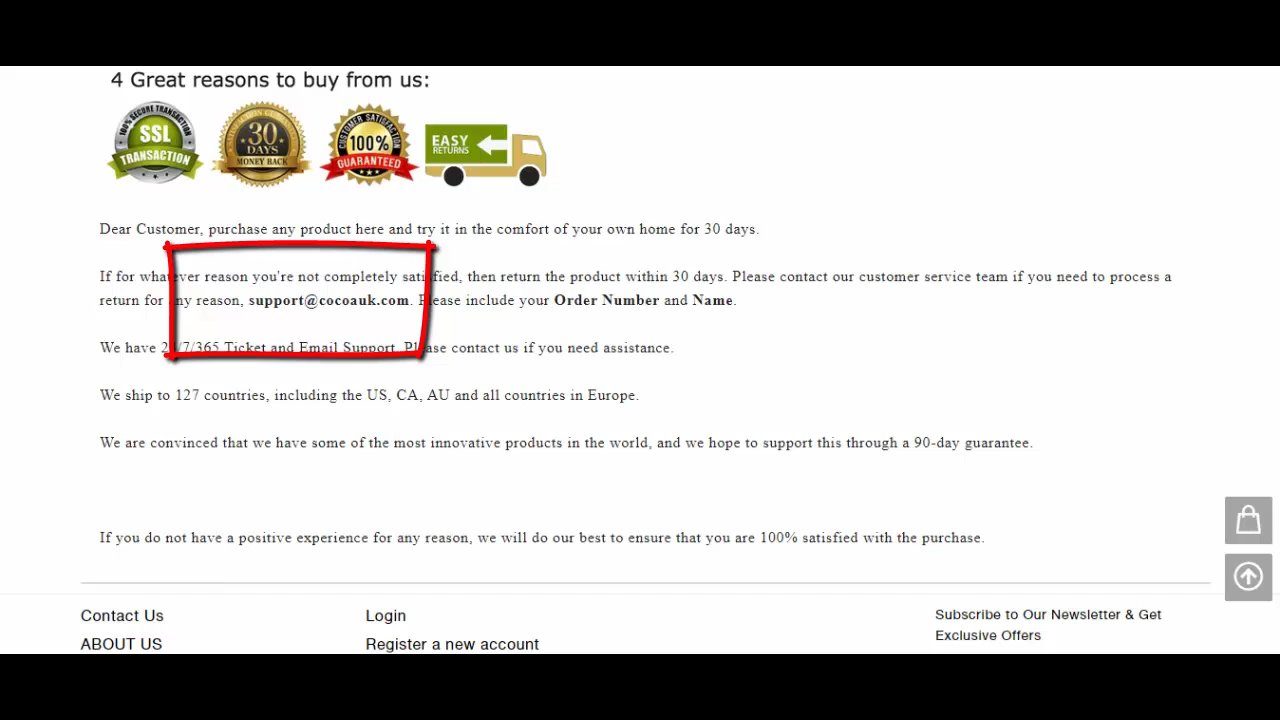 4 Great reasons to buy from us:
100% SECURE TRANSACTION
SSL
TRANSACTION
30
DAYS
MONEY BACK
CUSTOMER SATISFACTION
100%
GUARANTEED
EASY
RETURNS
Dear Customer, purchase any product here and try it in the comfort of your own home for 30 days.
If for whatever reason you're not completely satisfied, then return the product within 30 days. Please contact our customer service team if you need to process a
return for any reason, support@cocoauk.com. Please include your Order Number and Name.
We have 24/7/365 Ticket and Email Support. Please contact us if you need assistance.
We ship to 127 countries, including the US, CA, AU and all countries in Europe.
We are convinced that we have some of the most innovative products in the world, and we hope to support this through a 90-day guarantee.
If you do not have a positive experience for any reason, we will do our best to ensure that you are 100% satisfied with the purchase.
Contact Us
Login
Subscribe to Our Newsletter & Get
Exclusive Offers
ABOUT US
Register a new account